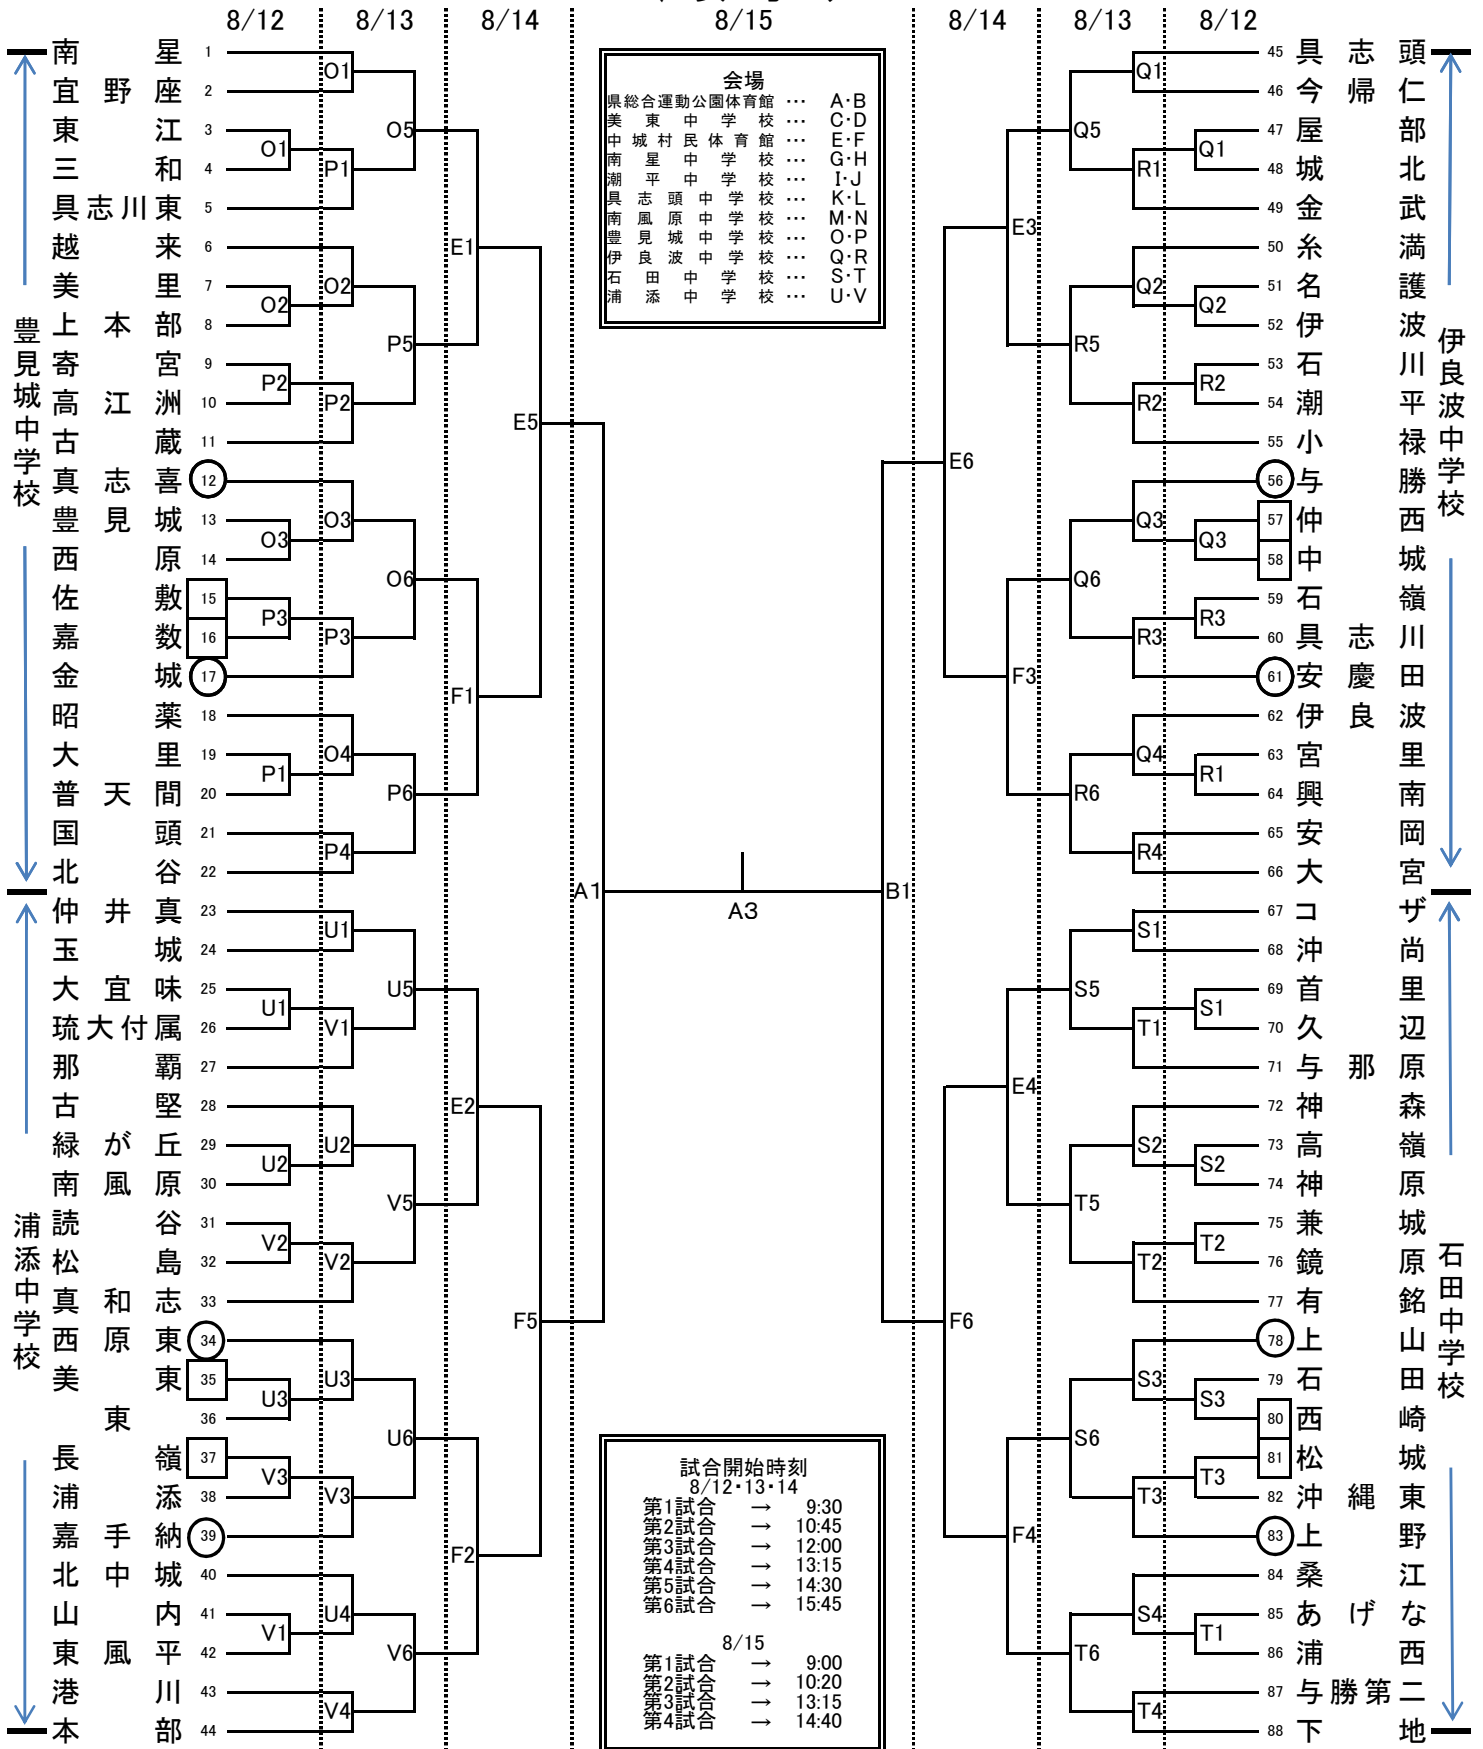 8/12 8/13 8/14 8/15 8/14 8/13 8/12
南星 1
宜野座 2
東江 3
三和 4
具志川東 5
越来 6
美里 7
上本部 8
寄宮 9
高江洲 10
古蔵 11
真志喜 12
豊見城 13
西原 14
佐敷 15
嘉数 16
金城 17
昭薬 18
大里 19
普天間 20
国頭 21
北谷 22
仲井真 23
玉城 24
大宜味 25
琉大付属 26
那覇 27
古堅 28
緑が丘 29
南風原 30
読谷 31
松島 32
真和志 33
西原東 34
美東 35
東 36
長嶺 37
浦添 38
嘉手納 39
北中城 40
山内 41
東風平 42
港川 43
本部 44
豊見城中学校
浦添中学校
O1
O2
P2
O3
P3
P1
U1
U2
V2
U3
V3
V1
O1
P1
O2
P2
O3
P3
O4
P4
U1
V1
U2
V2
U3
V3
U4
V4
O5
P5
O6
P6
U5
V5
U6
V6
E1
F1
E2
F2
E5
F5
A1
会場
県総合運動公園体育館 … A・B
美東中学校 … C・D
中城村民体育館 … E・F
南星中学校 … G・H
潮平中学校 … I・J
具志頭中学校 … K・L
南風原中学校 … M・N
豊見城中学校 … O・P
伊良波中学校 … Q・R
石田中学校 … S・T
浦添中学校 … U・V
A3
試合開始時刻
8/12・13・14
第1試合 → 9:30
第2試合 → 10:45
第3試合 → 12:00
第4試合 → 13:15
第5試合 → 14:30
第6試合 → 15:45
8/15
第1試合 → 9:00
第2試合 → 10:20
第3試合 → 13:15
第4試合 → 14:40
B1
E6
F6
E3
F3
E4
F4
Q5
R5
Q6
R6
S5
T5
S6
T6
Q1
R1
Q2
R2
Q3
R3
Q4
R4
S1
T1
S2
T2
S3
T3
S4
T4
Q1
Q2
R2
Q3
R3
R1
S1
S2
T2
S3
T3
T1
45 具志頭
46 今帰仁
47 屋部
48 城北
49 金武
50 糸満
51 名護
52 伊波
53 石川
54 潮平
55 小禄
56 与勝
57 仲西
58 中城
59 石嶺
60 具志川
61 安慶田
62 伊良波
63 宮里
64 興南
65 安岡
66 大宮
67 コザ
68 沖尚
69 首里
70 久辺
71 与那原
72 神森
73 高嶺
74 神原
75 兼城
76 鏡原
77 有銘
78 上山
79 石田
80 西崎
81 松城
82 沖縄東
83 上野
84 桑江
85 あげな
86 浦西
87 与勝第二
88 下地
伊良波中学校
石田中学校